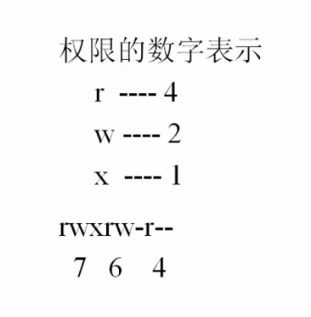 权限的数字表示
r ---- 4
w ---- 2
x ---- 1
rwxrw-r--
7 6 4